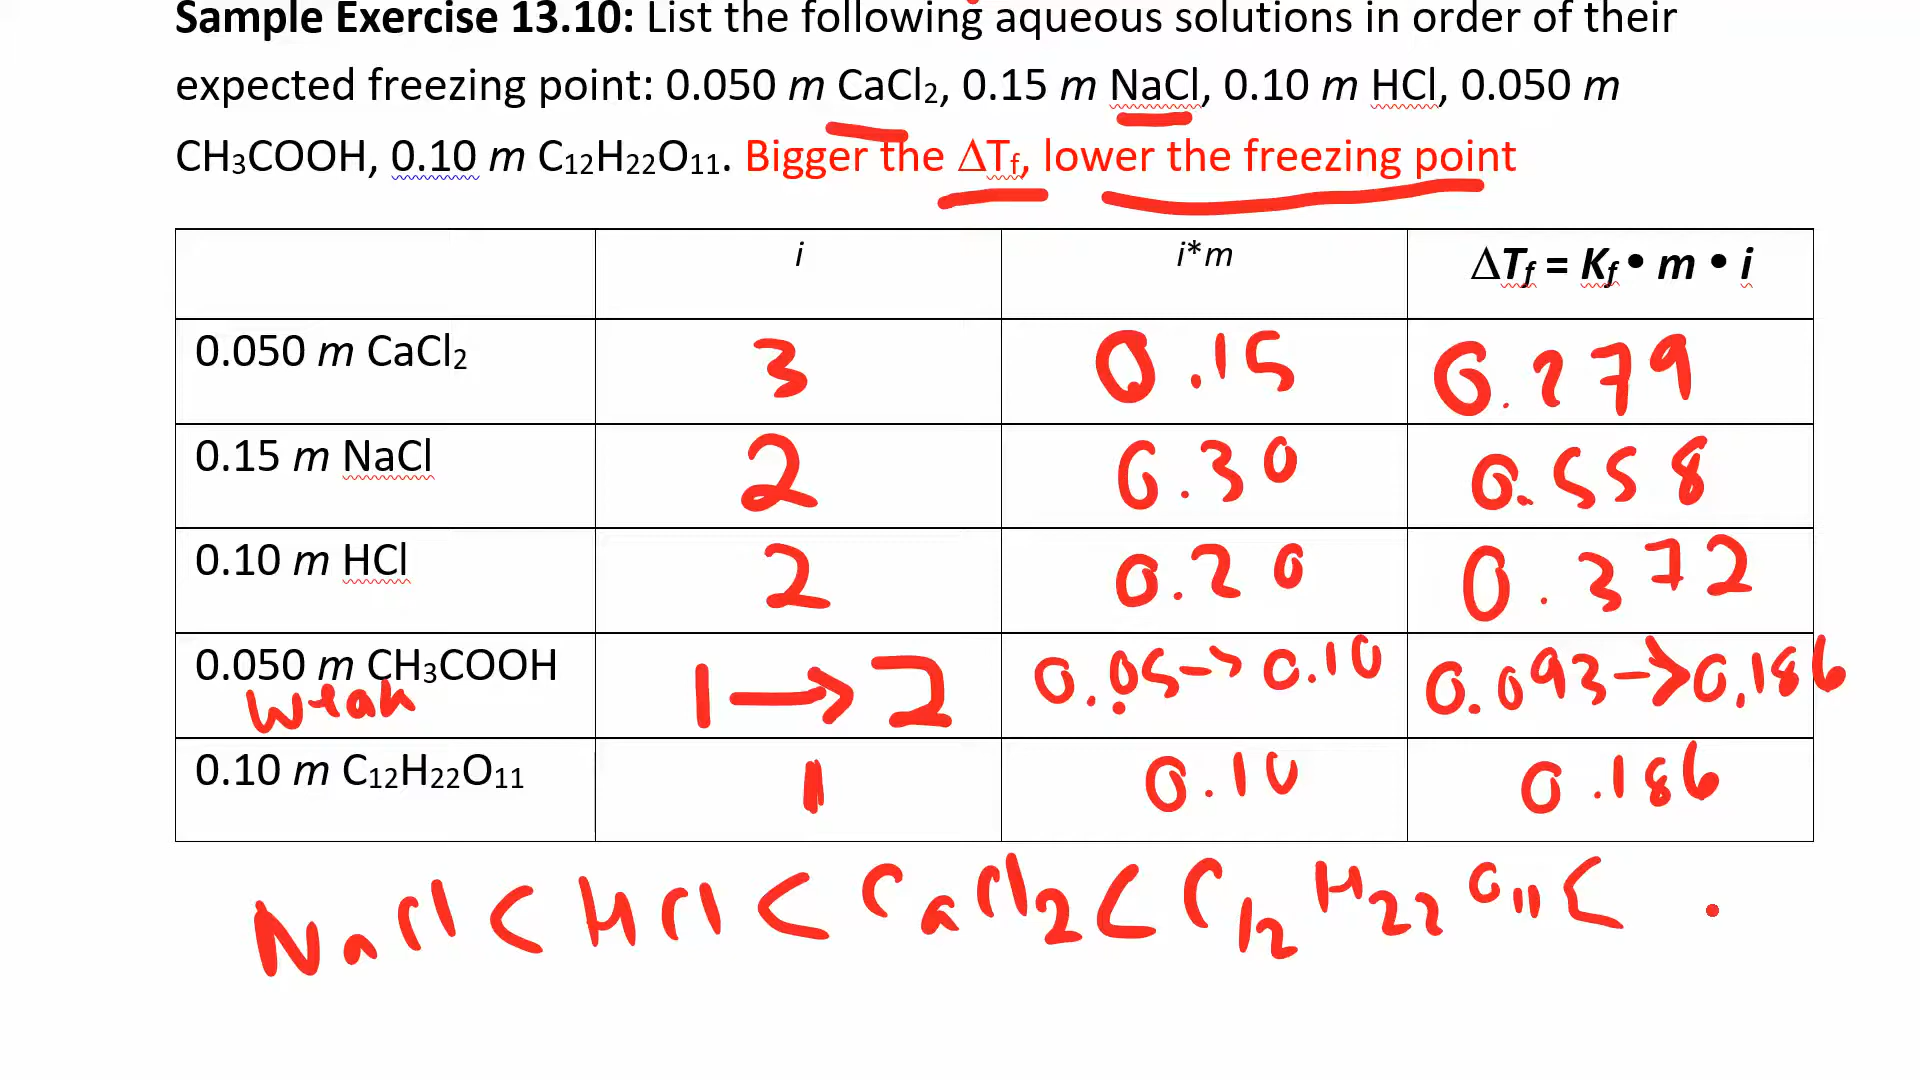 Sample Exercise 13.10: List the following aqueous solutions in order of their
expected freezing point: 0.050 m CaCl₂, 0.15 m NaCl, 0.10 m HCl, 0.050 m
CH₃COOH, 0.10 m C₁₂H₂₂O₁₁. Bigger the ΔTf, lower the freezing point
i i*m ΔTf = Kf • m • i
0.050 m CaCl₂ 3 0.15 0.279
0.15 m NaCl 2 0.30 0.558
0.10 m HCl 2 0.20 0.372
0.050 m CH₃COOH 1 → 2 0.05 → 0.10 0.093 → 0.186
weak
0.10 m C₁₂H₂₂O₁₁ 1 0.10 0.186
NaCl < HCl < CaCl₂ < C₁₂H₂₂O₁₁ <